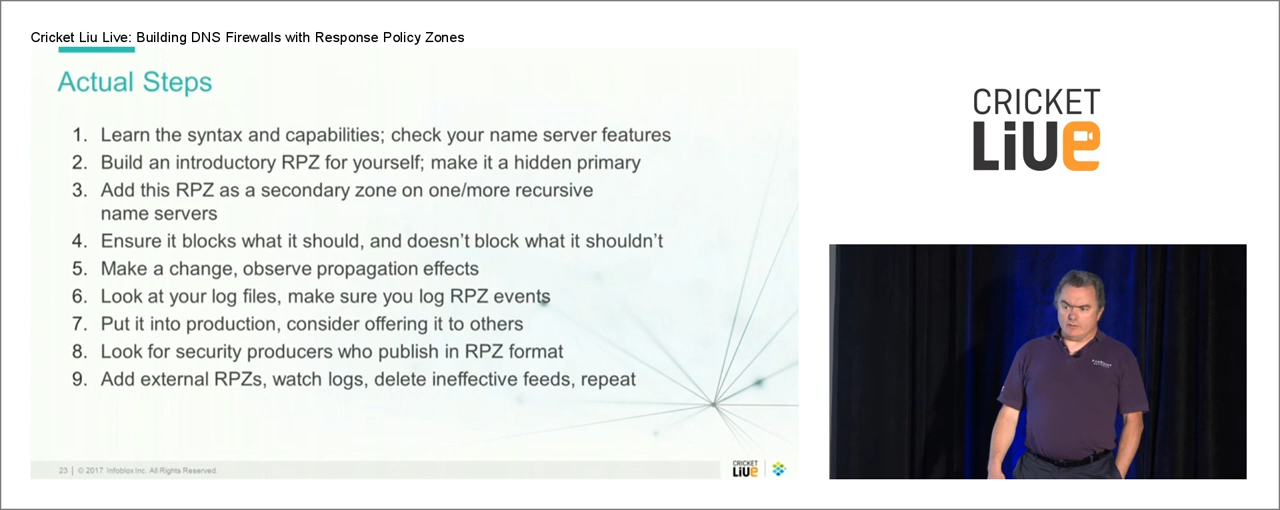 Cricket Liu Live: Building DNS Firewalls with Response Policy Zones
Actual Steps
1. Learn the syntax and capabilities; check your name server features
2. Build an introductory RPZ for yourself; make it a hidden primary
3. Add this RPZ as a secondary zone on one/more recursive
name servers
4. Ensure it blocks what it should, and doesn't block what it shouldn't
5. Make a change, observe propagation effects
6. Look at your log files, make sure you log RPZ events
7. Put it into production, consider offering it to others
8. Look for security producers who publish in RPZ format
9. Add external RPZs, watch logs, delete ineffective feeds, repeat
23 | © 2017 Infoblox Inc. All Rights Reserved.
CRICKET
LiUe
CRICKET
LiUe